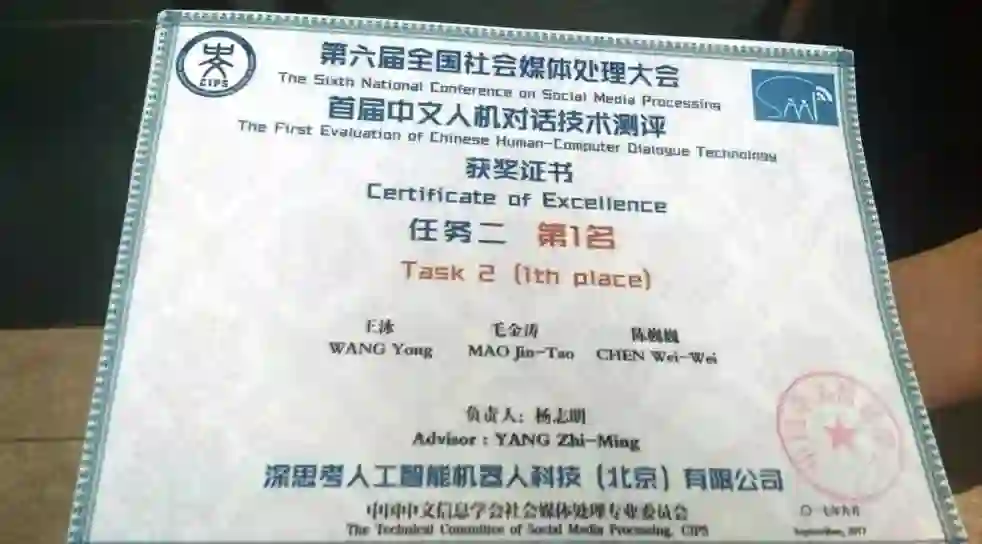 CIPS
第六届全国社会媒体处理大会
The Sixth National Conference on Social Media Processing
SMP
首届中文人机对话技术测评
The First Evaluation of Chinese Human-Computer Dialogue Technology
获奖证书
Certificate of Excellence
任务二 第1名
Task 2 (1th place)
王泳 毛金涛 陈巍巍
WANG Yong MAO Jin-Tao CHEN Wei-Wei
负责人：杨志明
Advisor : YANG Zhi-Ming
深思考人工智能机器人科技（北京）有限公司
中国中文信息学会社会媒体处理专业委员会
The Technical Committee of Social Media Processing, CIPS
September, 2017